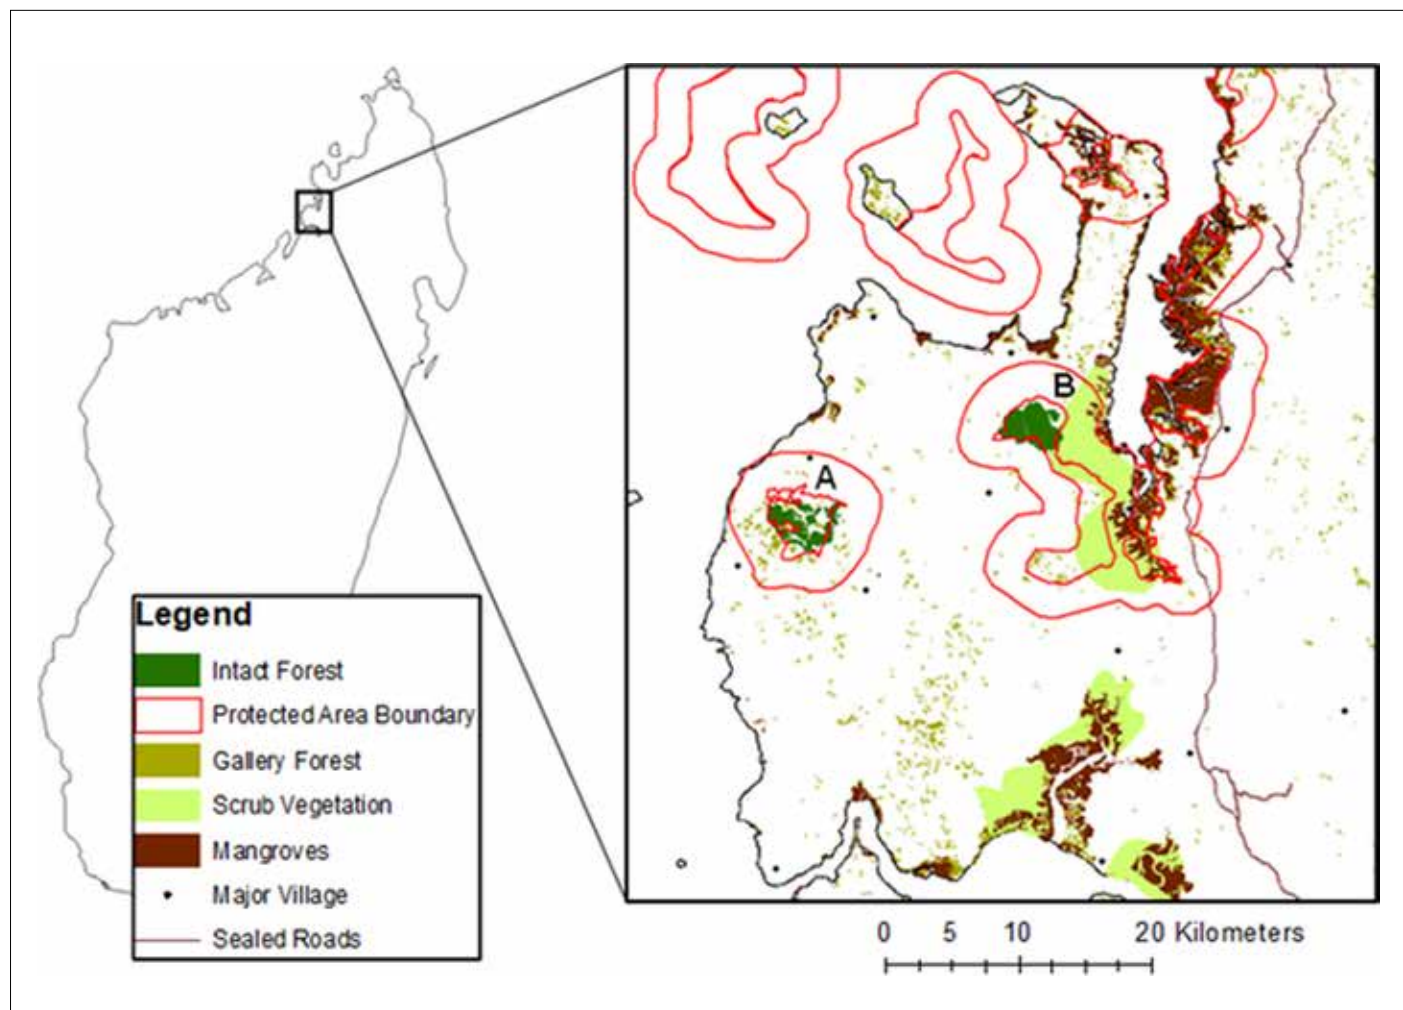 A
B
Legend
Intact Forest
Protected Area Boundary
Gallery Forest
Scrub Vegetation
Mangroves
Major Village
Sealed Roads
0 5 10 20 Kilometers